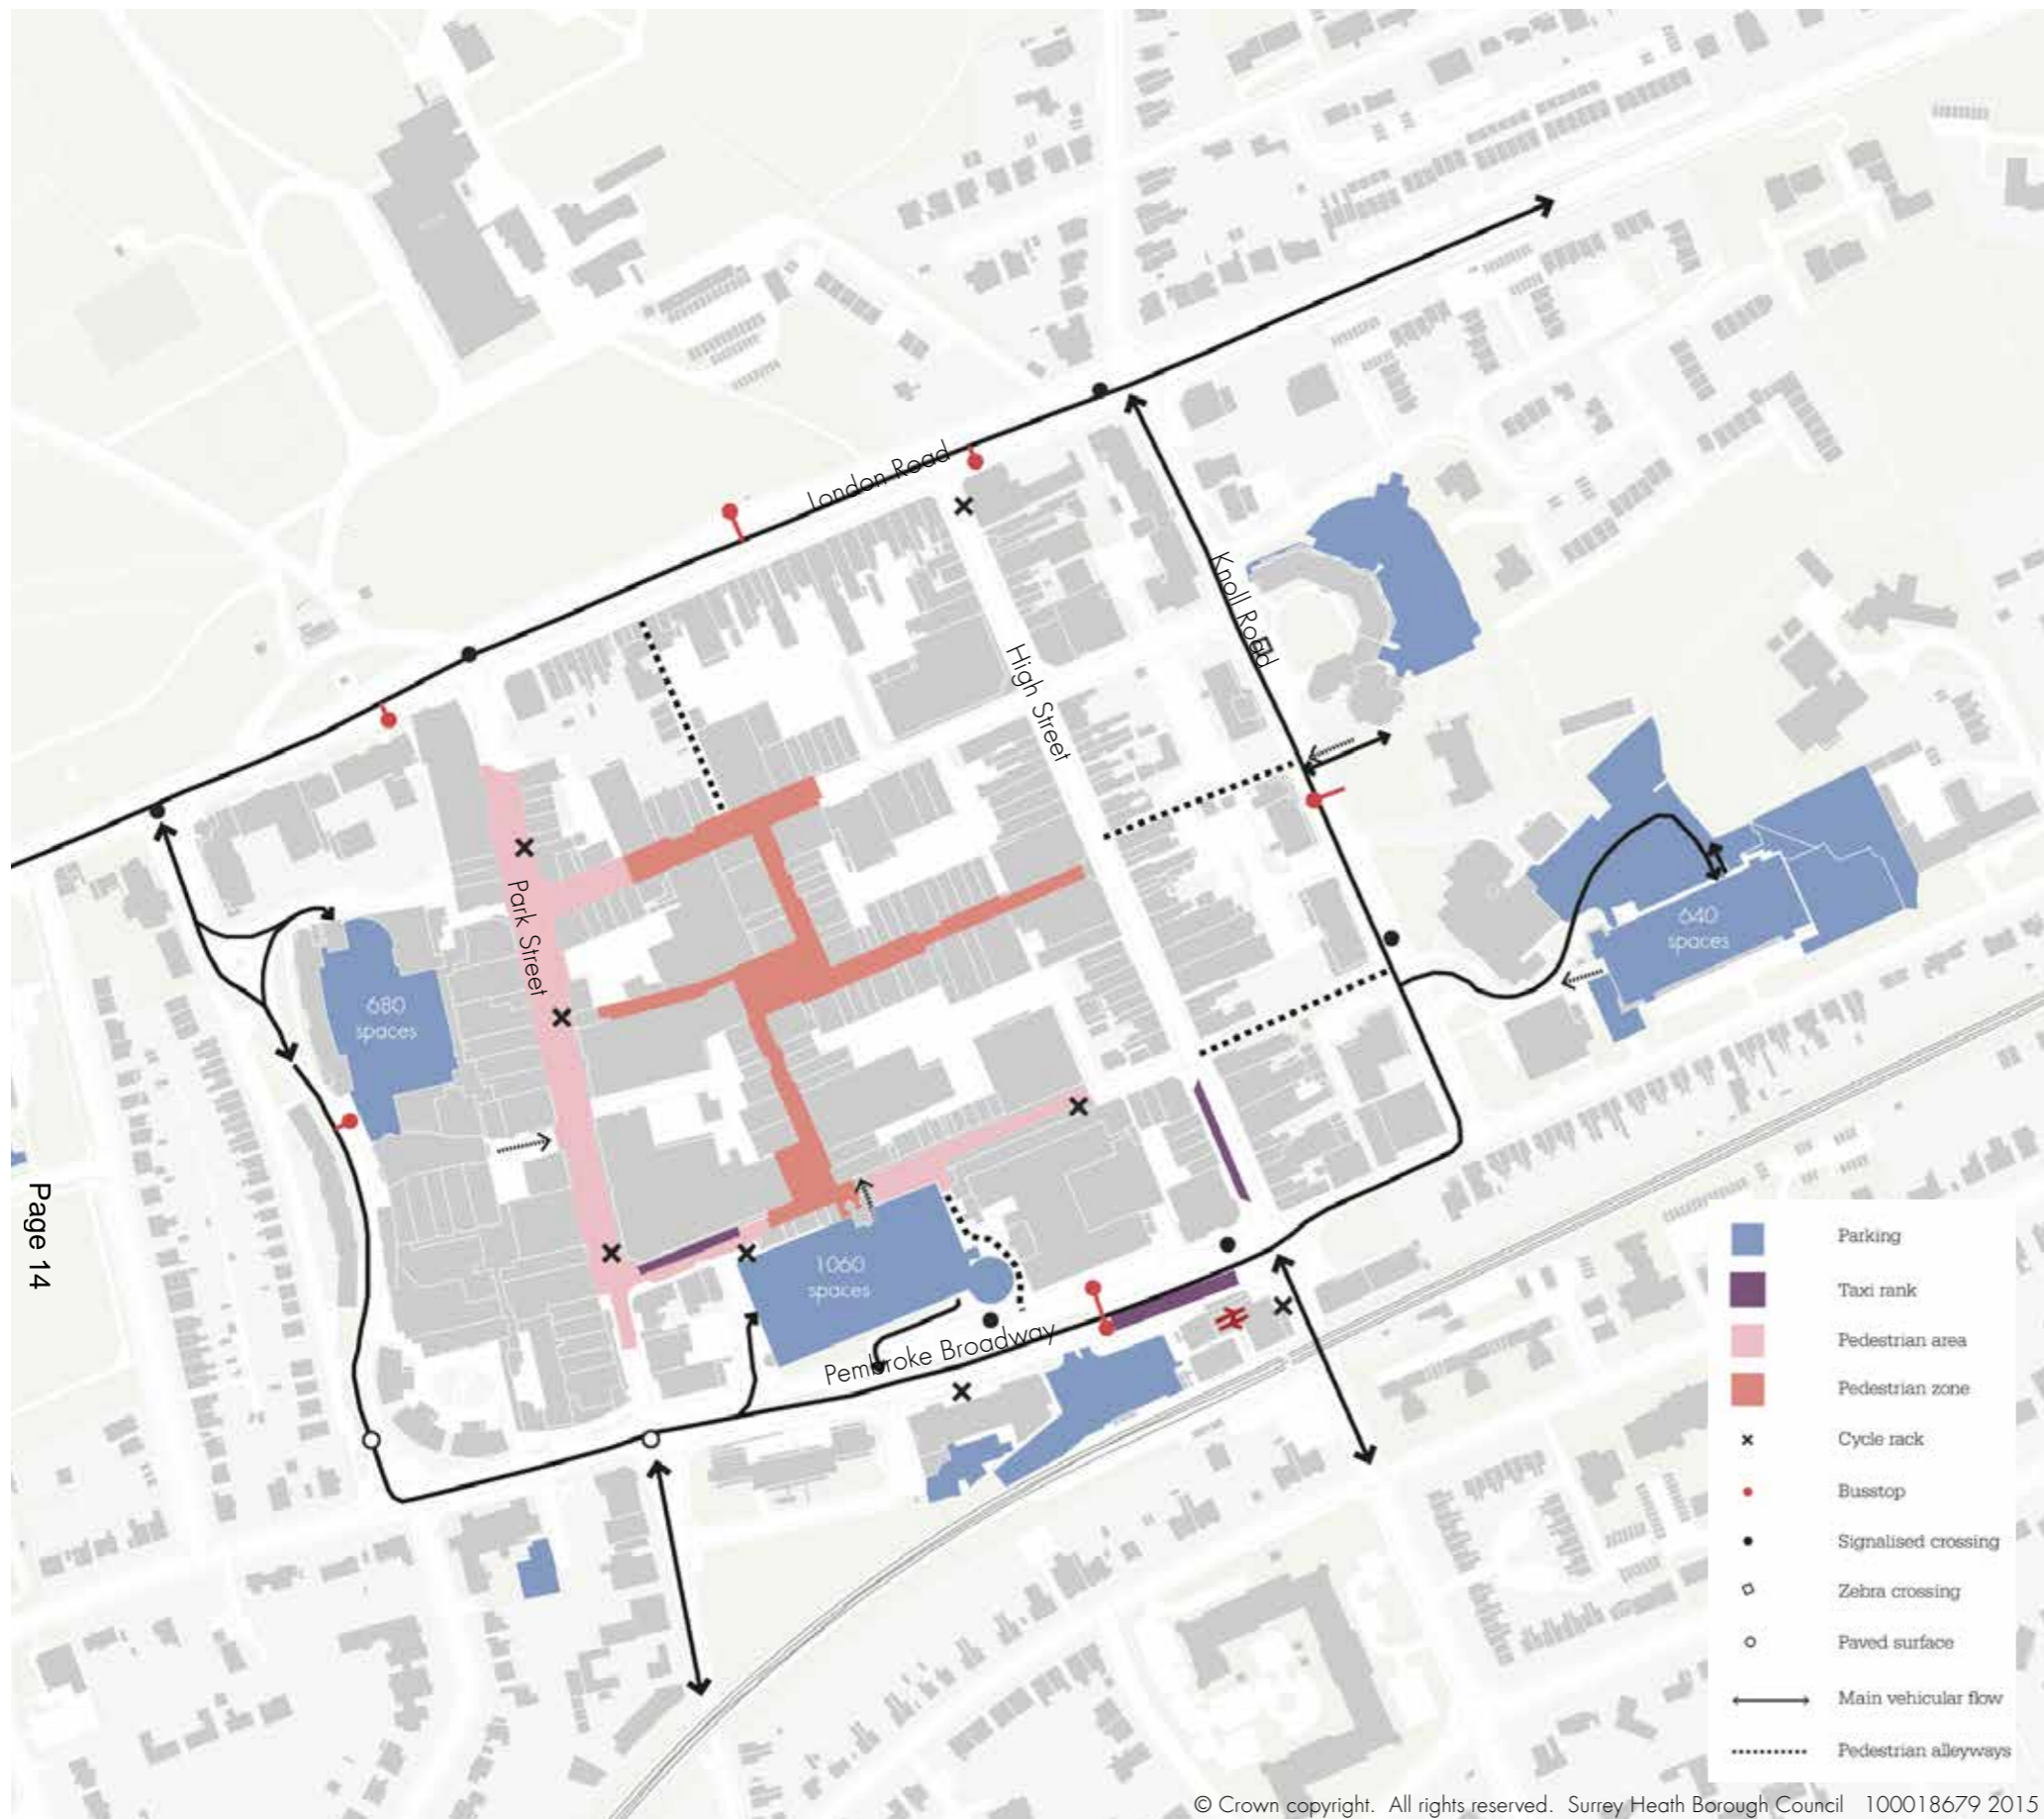 London Road
Knoll Road
High Street
Park Street
680
spaces
640
spaces
1060
spaces
Pembroke Broadway
Page 14
Parking
Taxi rank
Pedestrian area
Pedestrian zone
Cycle rack
Busstop
Signalised crossing
Zebra crossing
Paved surface
Main vehicular flow
Pedestrian alleyways
© Crown copyright. All rights reserved. Surrey Heath Borough Council 100018679 2015